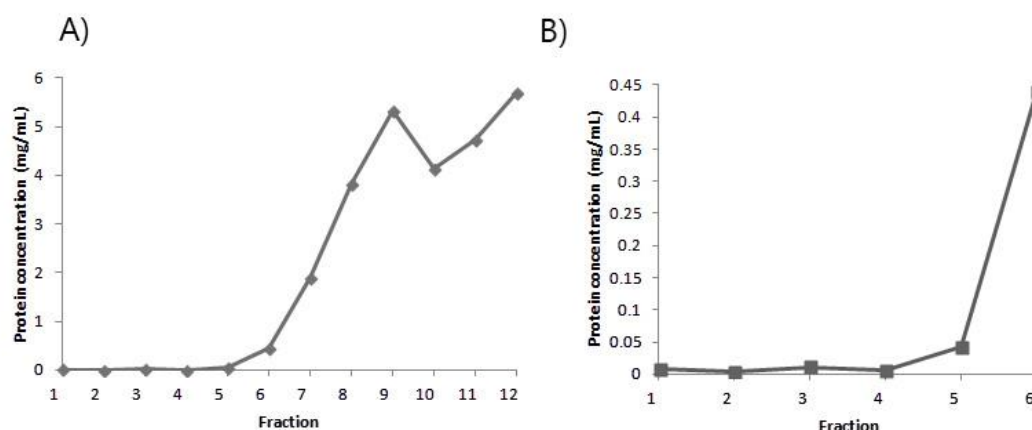 A)
Protein concentration (mg/mL)
6
5
4
3
2
1
0
1 2 3 4 5 6 7 8 9 10 11 12
Fraction
B)
Protein concentration (mg/mL)
0.45
0.4
0.35
0.3
0.25
0.2
0.15
0.1
0.05
0
1 2 3 4 5 6
Fraction